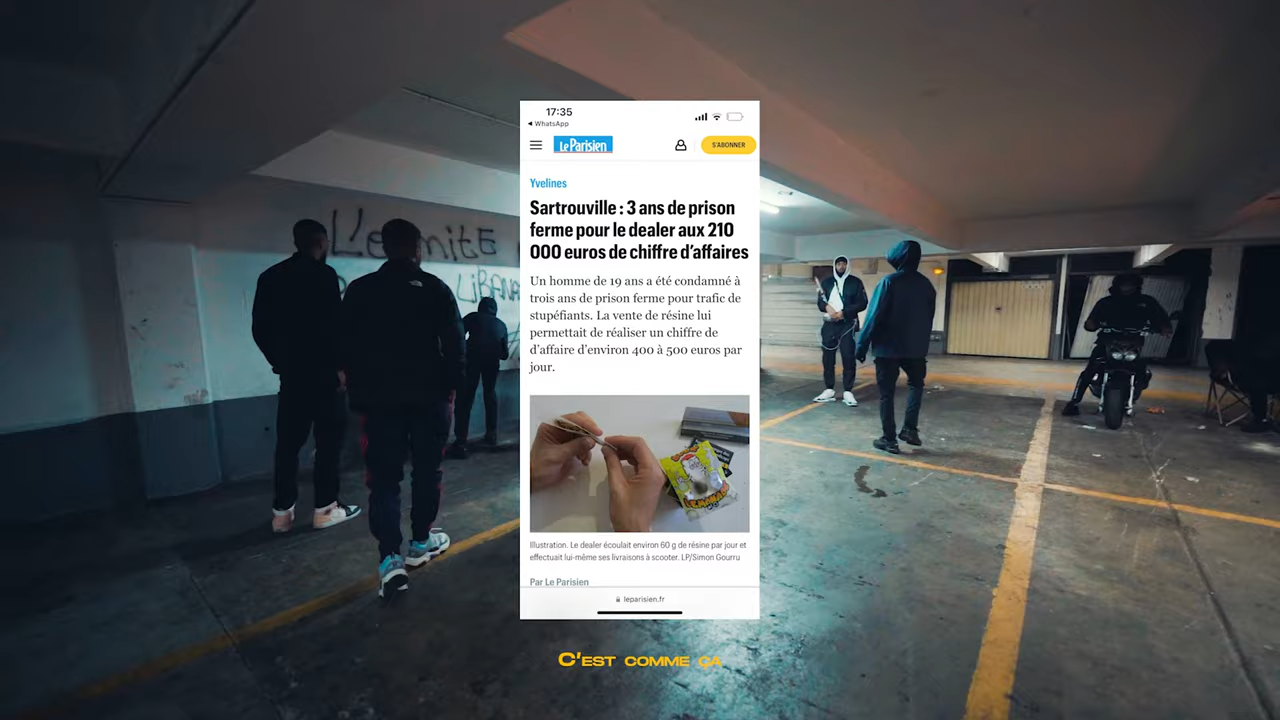 L'ermite
LIBANA
17:35
◀ WhatsApp
Le Parisien
S'ABONNER
Yvelines
Sartrouville : 3 ans de prison
ferme pour le dealer aux 210
000 euros de chiffre d'affaires
Un homme de 19 ans a été condamné à
trois ans de prison ferme pour trafic de
stupéfiants. La vente de résine lui
permettait de réaliser un chiffre de
d'affaire d'environ 400 à 500 euros par
jour.
Illustration. Le dealer écoulait environ 60 g de résine par jour et
effectuait lui-même ses livraisons à scooter. LP/Simon Gourru
Par Le Parisien
leparisien.fr
C'EST COMME ÇA